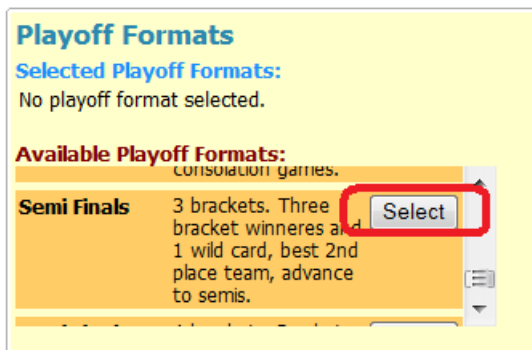 Playoff Formats
Selected Playoff Formats:
No playoff format selected.
Available Playoff Formats:
consolation games.
Semi Finals
3 brackets. Three
bracket winneres and
1 wild card, best 2nd
place team, advance
to semis.
Select